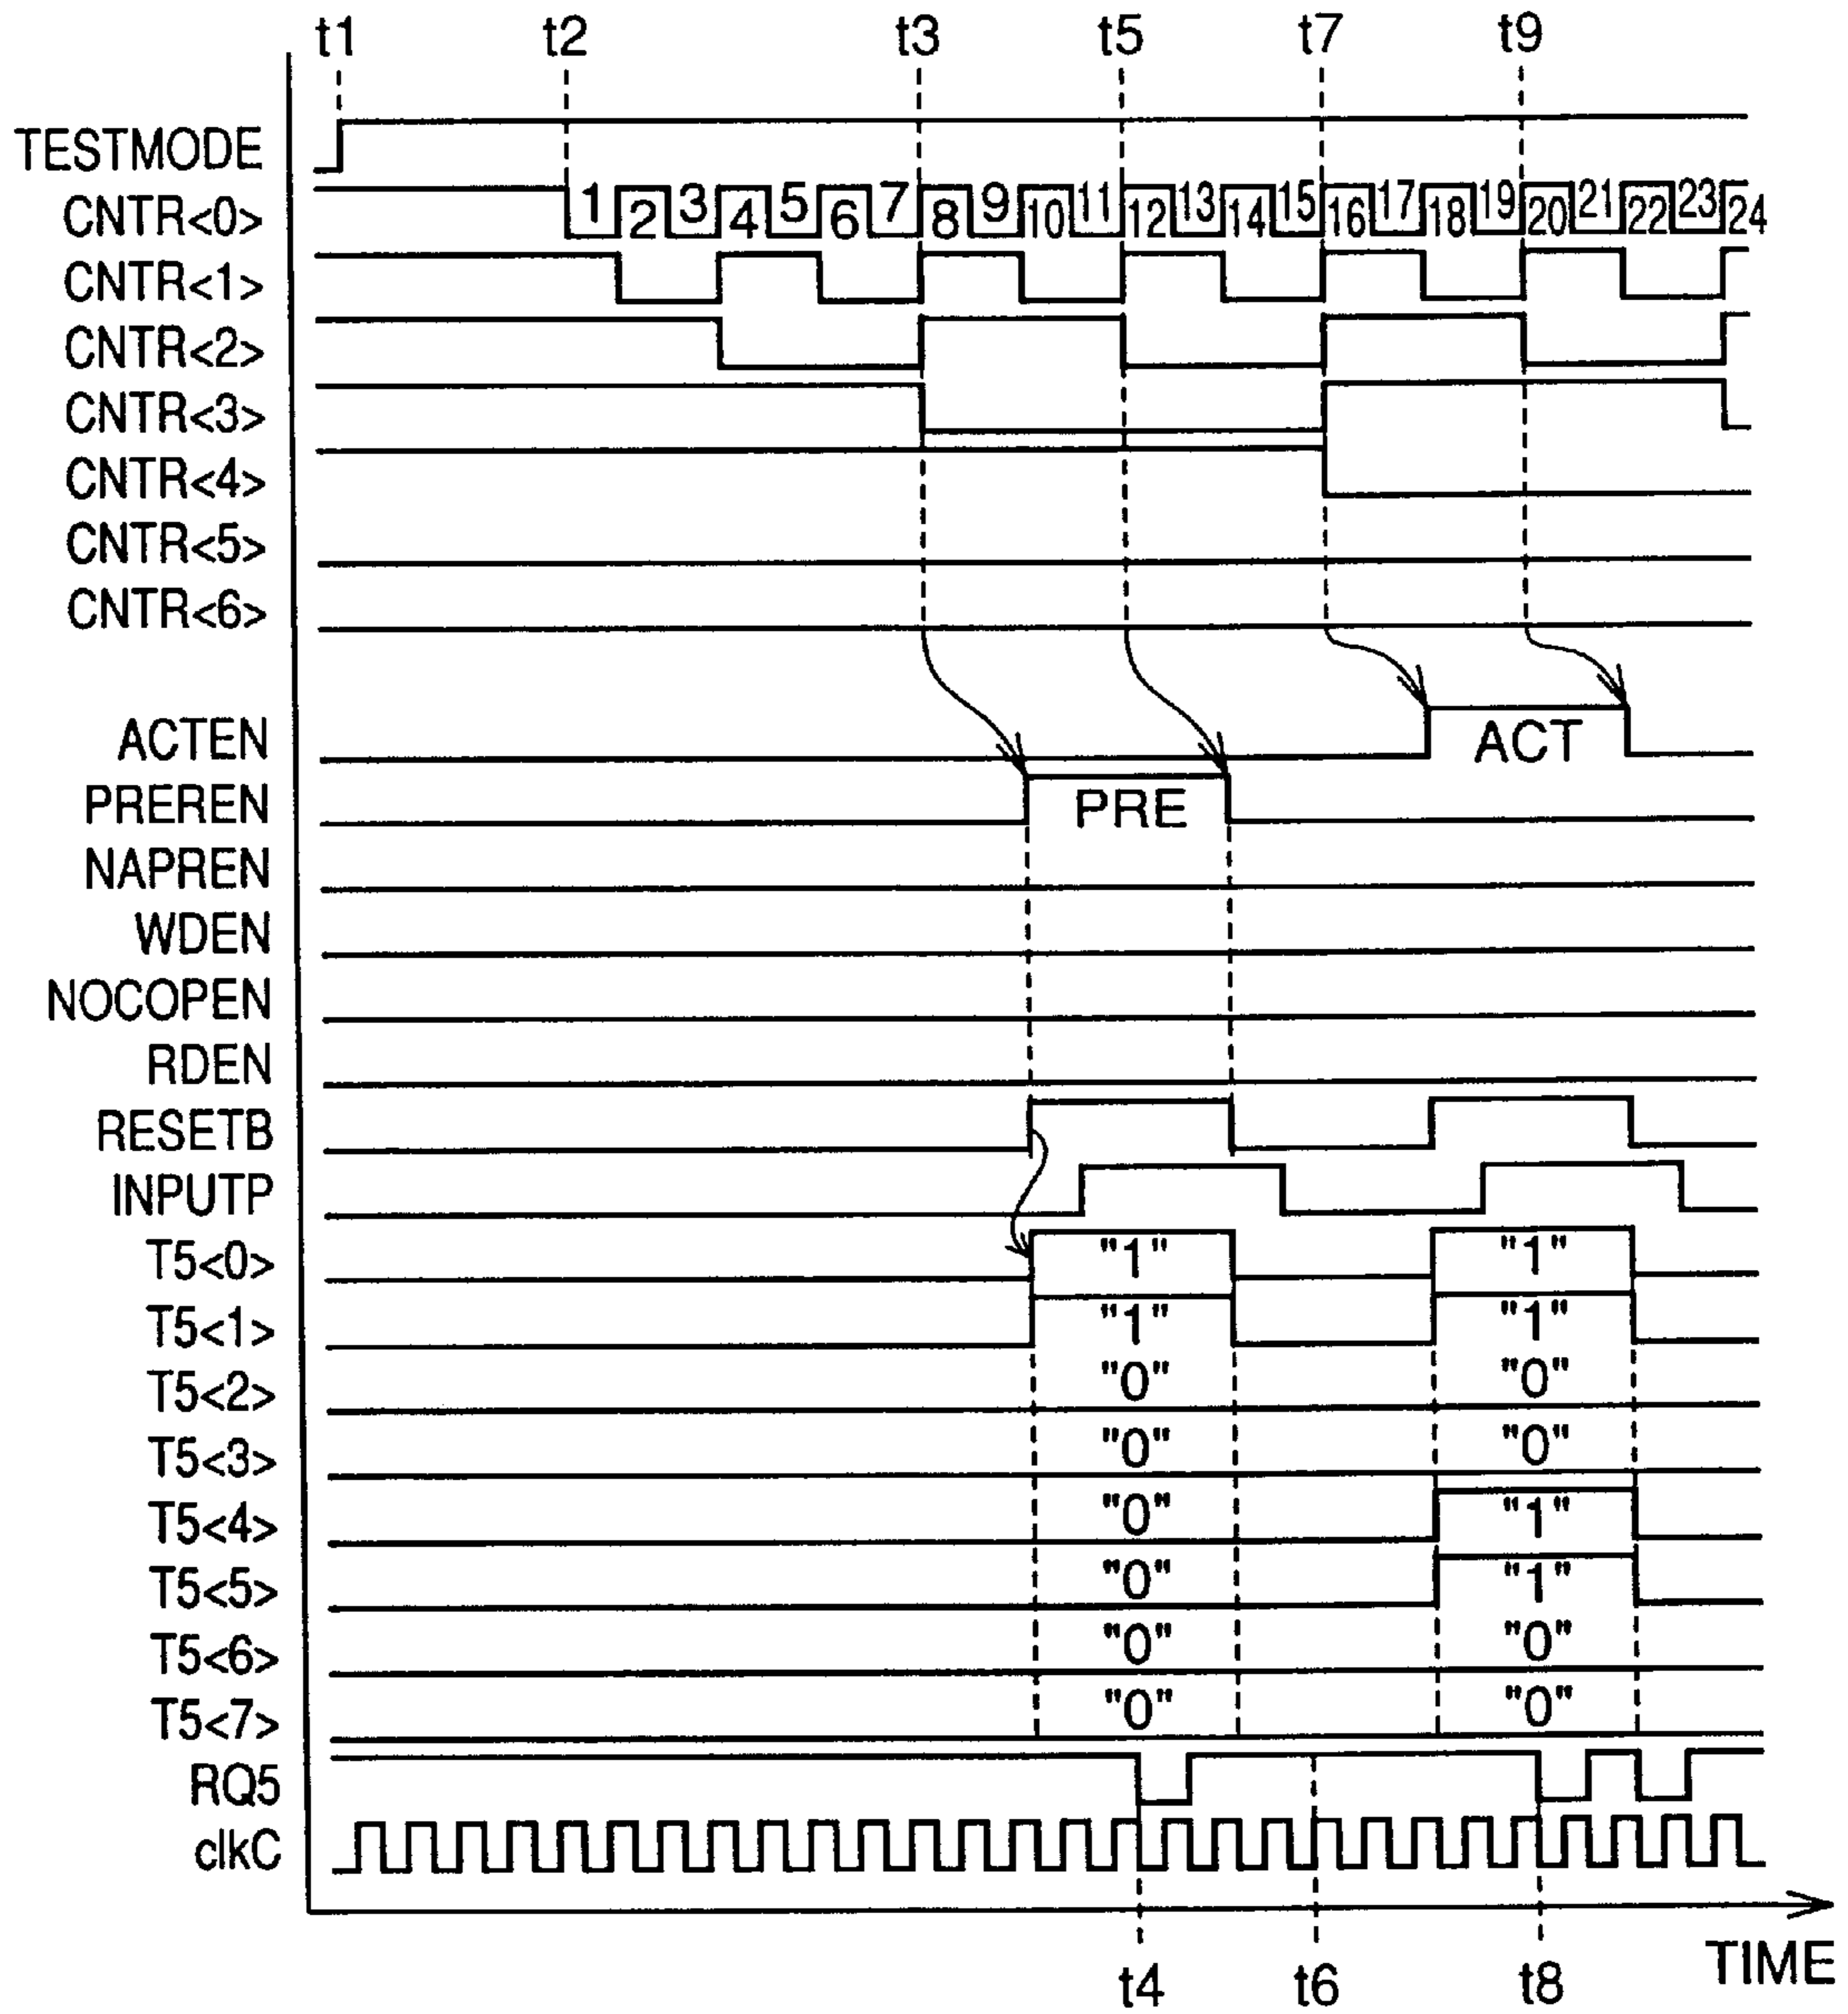 t1 t2 t3 t5 t7 t9
TESTMODE
CNTR<0> 1 2 3 4 5 6 7 8 9 10 11 12 13 14 15 16 17 18 19 20 21 22 23 24
CNTR<1>
CNTR<2>
CNTR<3>
CNTR<4>
CNTR<5>
CNTR<6>
ACTEN ACT
PREREN PRE
NAPREN
WDEN
NOCOPEN
RDEN
RESETB
INPUTP
T5<0> "1" "1"
T5<1> "1" "1"
T5<2> "0" "0"
T5<3> "0" "0"
T5<4> "0" "1"
T5<5> "0" "1"
T5<6> "0" "0"
T5<7> "0" "0"
RQ5
clkC
TIME
t4 t6 t8